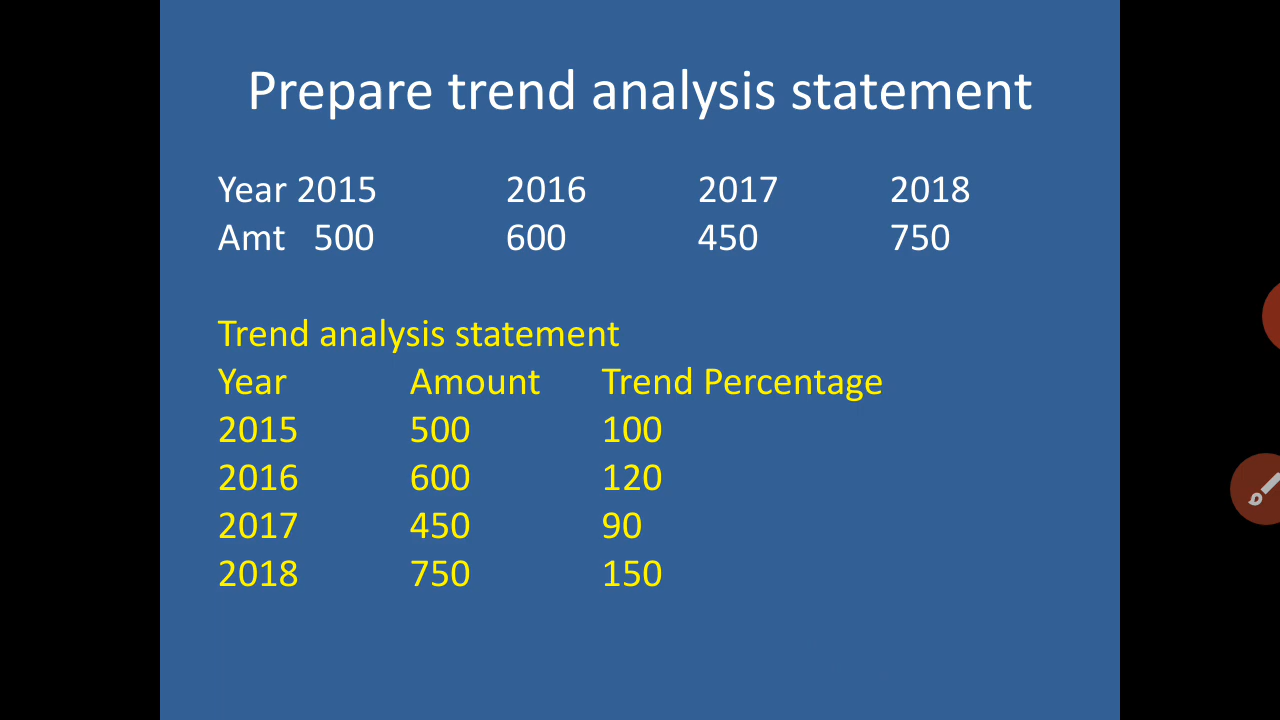 Prepare trend analysis statement
Year 2015 2016 2017 2018
Amt 500 600 450 750
Trend analysis statement
Year Amount Trend Percentage
2015 500 100
2016 600 120
2017 450 90
2018 750 150